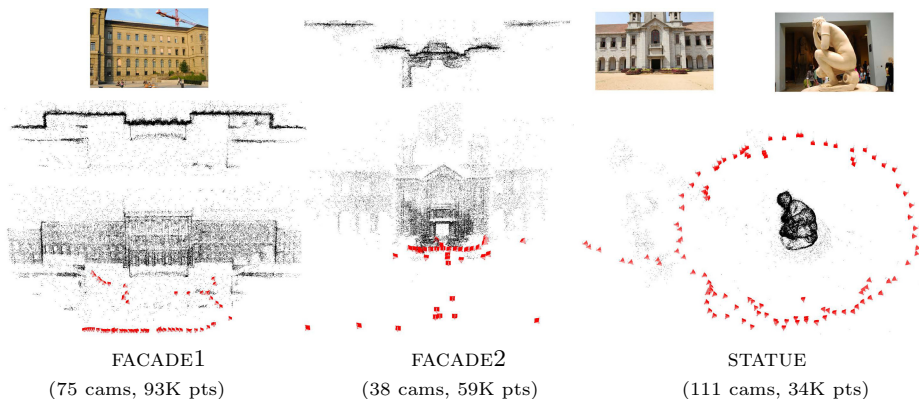 FACADE1 FACADE2 STATUE
(75 cams, 93K pts) (38 cams, 59K pts) (111 cams, 34K pts)